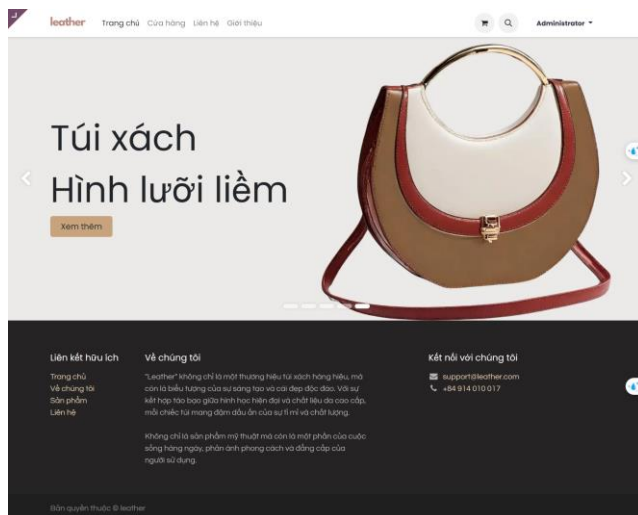 leather
Trang chủ Cửa hàng Liên hệ Giới thiệu
Administrator
Túi xách
Hình lưỡi liềm
Xem thêm
Liên kết hữu ích
Trang chủ
Về chúng tôi
Sản phẩm
Liên hệ
Về chúng tôi
"Leather" không chỉ là một thương hiệu túi xách hàng hiệu, mà
còn là biểu tượng của sự sáng tạo và cái đẹp độc đáo. Với sự
kết hợp táo bạo giữa hình học hiện đại và chất liệu da cao cấp,
mỗi chiếc túi mang đậm dấu ấn của sự tỉ mỉ và chất lượng.
Không chỉ là sản phẩm mỹ thuật mà còn là một phần của cuộc
sống hàng ngày, phản ánh phong cách và đẳng cấp của
người sử dụng.
Kết nối với chúng tôi
support@leather.com
+84 914 010 017
Bản quyền thuộc © leather